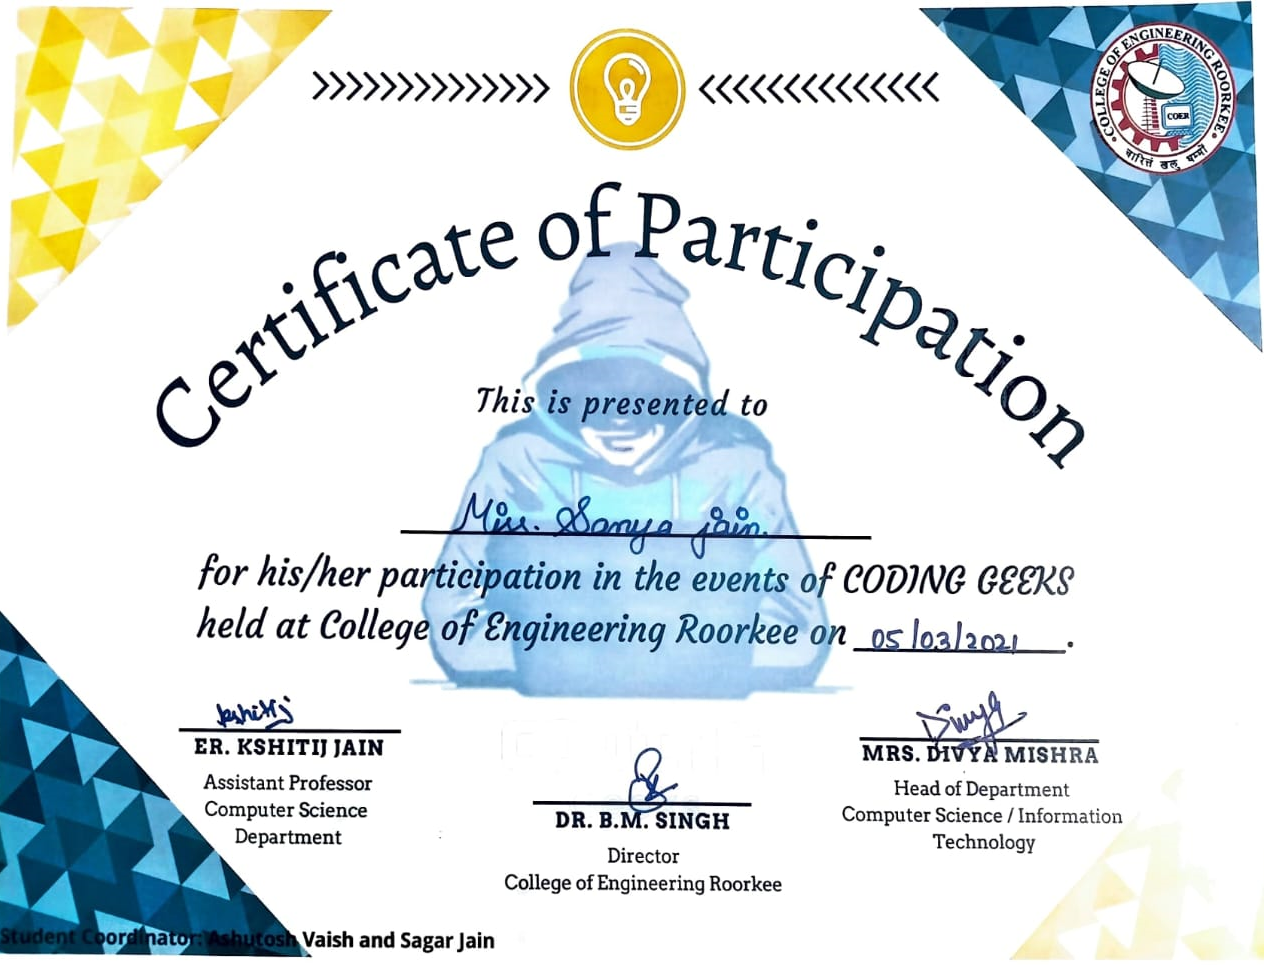 COLLEGE OF ENGINEERING ROORKEE
COER
Certificate of Participation
This is presented to
Miss. Sanya jain.
for his/her participation in the events of CODING GEEKS
held at College of Engineering Roorkee on 05/03/2021.
kshitij
ER. KSHITIJ JAIN
Assistant Professor
Computer Science
Department
DR. B.M. SINGH
Director
College of Engineering Roorkee
Divya
MRS. DIVYA MISHRA
Head of Department
Computer Science / Information
Technology
Student Coordinator: Ashutosh Vaish and Sagar Jain